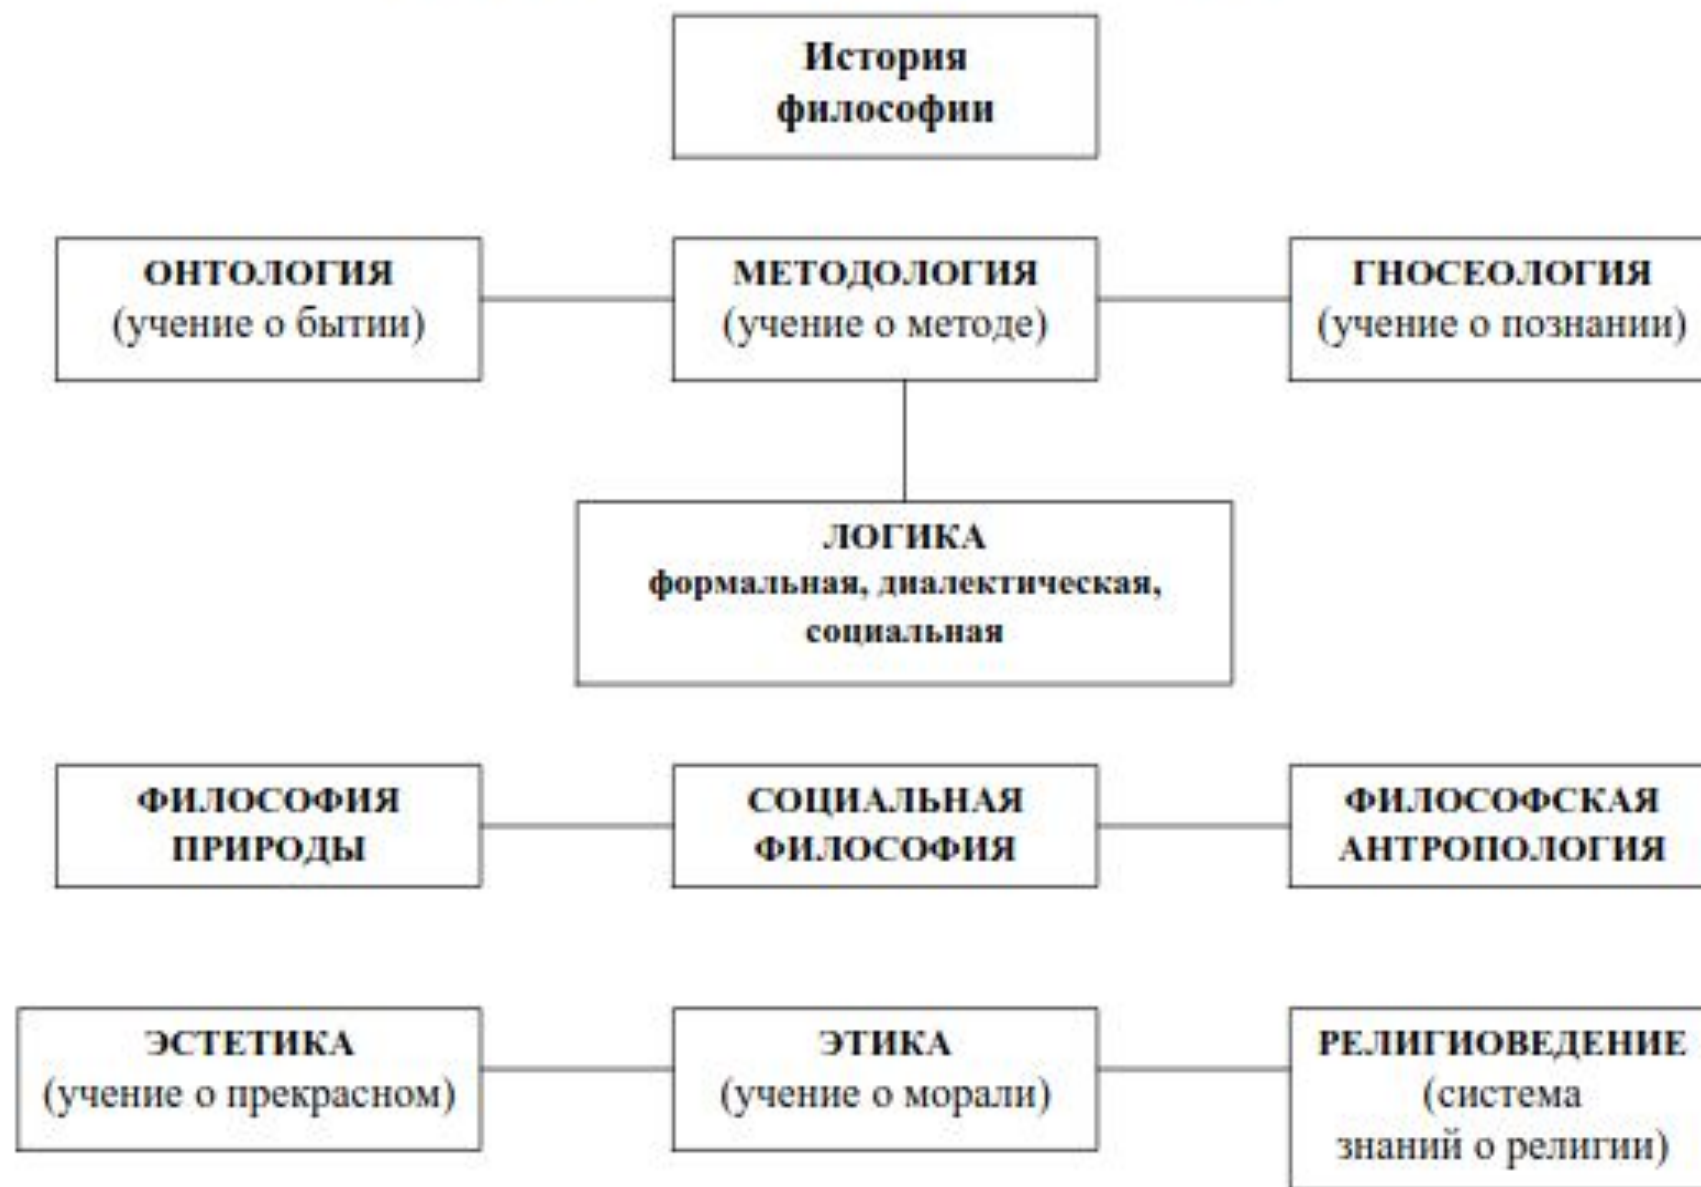 История
философии
ОНТОЛОГИЯ
(учение о бытии)
МЕТОДОЛОГИЯ
(учение о методе)
ГНОСЕОЛОГИЯ
(учение о познании)
ЛОГИКА
формальная, диалектическая,
социальная
ФИЛОСОФИЯ
ПРИРОДЫ
СОЦИАЛЬНАЯ
ФИЛОСОФИЯ
ФИЛОСОФСКАЯ
АНТРОПОЛОГИЯ
ЭСТЕТИКА
(учение о прекрасном)
ЭТИКА
(учение о морали)
РЕЛИГИОВЕДЕНИЕ
(система
знаний о религии)